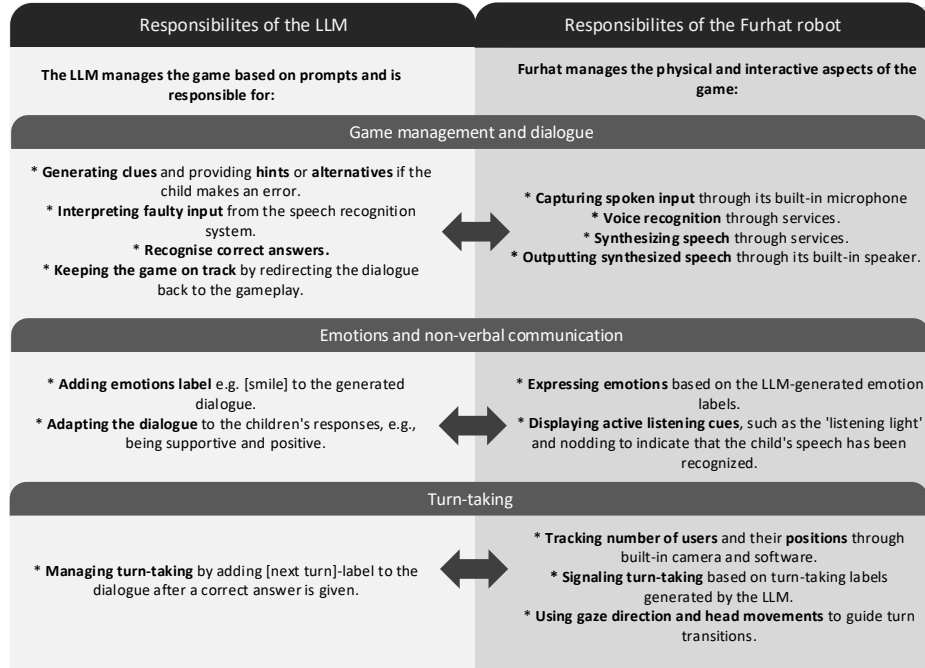 Responsibilites of the LLM
Responsibilites of the Furhat robot
The LLM manages the game based on prompts and is
responsible for:
Furhat manages the physical and interactive aspects of the
game:
Game management and dialogue
* Generating clues and providing hints or alternatives if the
child makes an error.
* Interpreting faulty input from the speech recognition
system.
* Recognise correct answers.
* Keeping the game on track by redirecting the dialogue
back to the gameplay.
* Capturing spoken input through its built-in microphone
* Voice recognition through services.
* Synthesizing speech through services.
* Outputting synthesized speech through its built-in speaker.
Emotions and non-verbal communication
* Adding emotions label e.g. [smile] to the generated
dialogue.
* Adapting the dialogue to the children's responses, e.g.,
being supportive and positive.
* Expressing emotions based on the LLM-generated emotion
labels.
* Displaying active listening cues, such as the 'listening light'
and nodding to indicate that the child's speech has been
recognized.
Turn-taking
* Managing turn-taking by adding [next turn]-label to the
dialogue after a correct answer is given.
* Tracking number of users and their positions through
built-in camera and software.
* Signaling turn-taking based on turn-taking labels
generated by the LLM.
* Using gaze direction and head movements to guide turn
transitions.